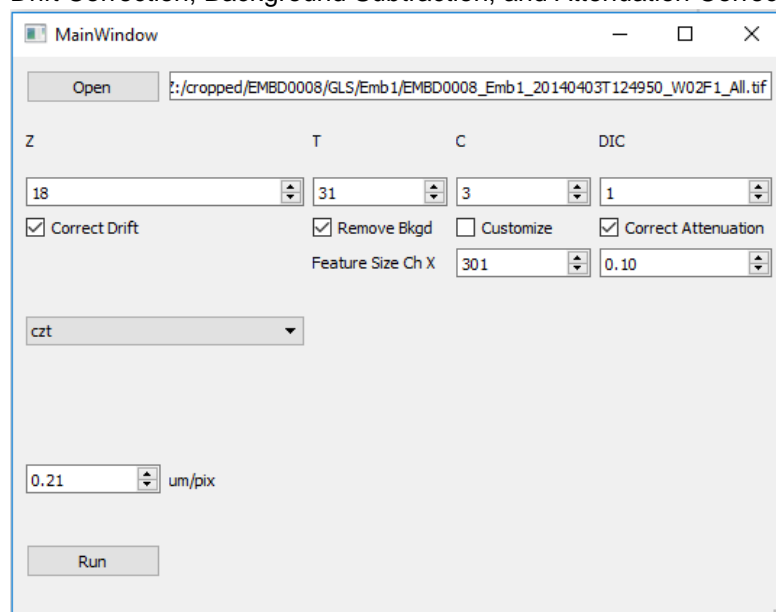 Drift Correction, Background Subtraction, and Attenuation Correc
MainWindow
Open
Z:/cropped/EMBD0008/GLS/Emb1/EMBD0008_Emb1_20140403T124950_W02F1_All.tif
Z T C DIC
18 31 3 1
Correct Drift Remove Bkgd Customize Correct Attenuation
Feature Size Ch X 301 0.10
czt
0.21 um/pix
Run